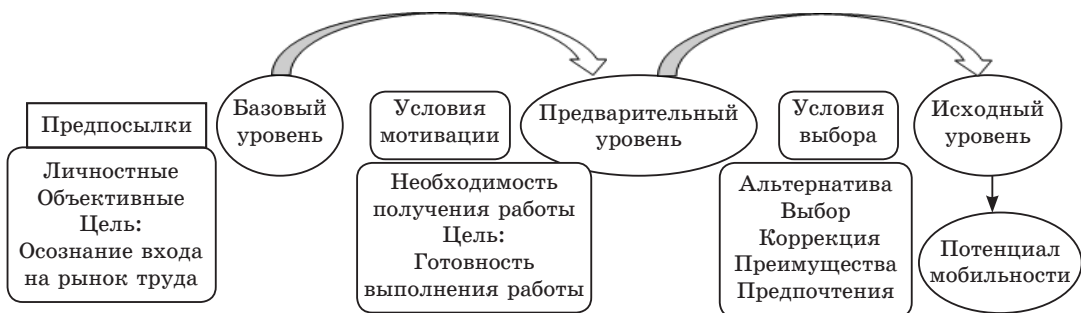 Предпосылки
Личностные
Объективные
Цель:
Осознание входа
на рынок труда
Базовый
уровень
Условия
мотивации
Необходимость
получения работы
Цель:
Готовность
выполнения работы
Предварительный
уровень
Условия
выбора
Альтернатива
Выбор
Коррекция
Преимущества
Предпочтения
Исходный
уровень
Потенциал
мобильности